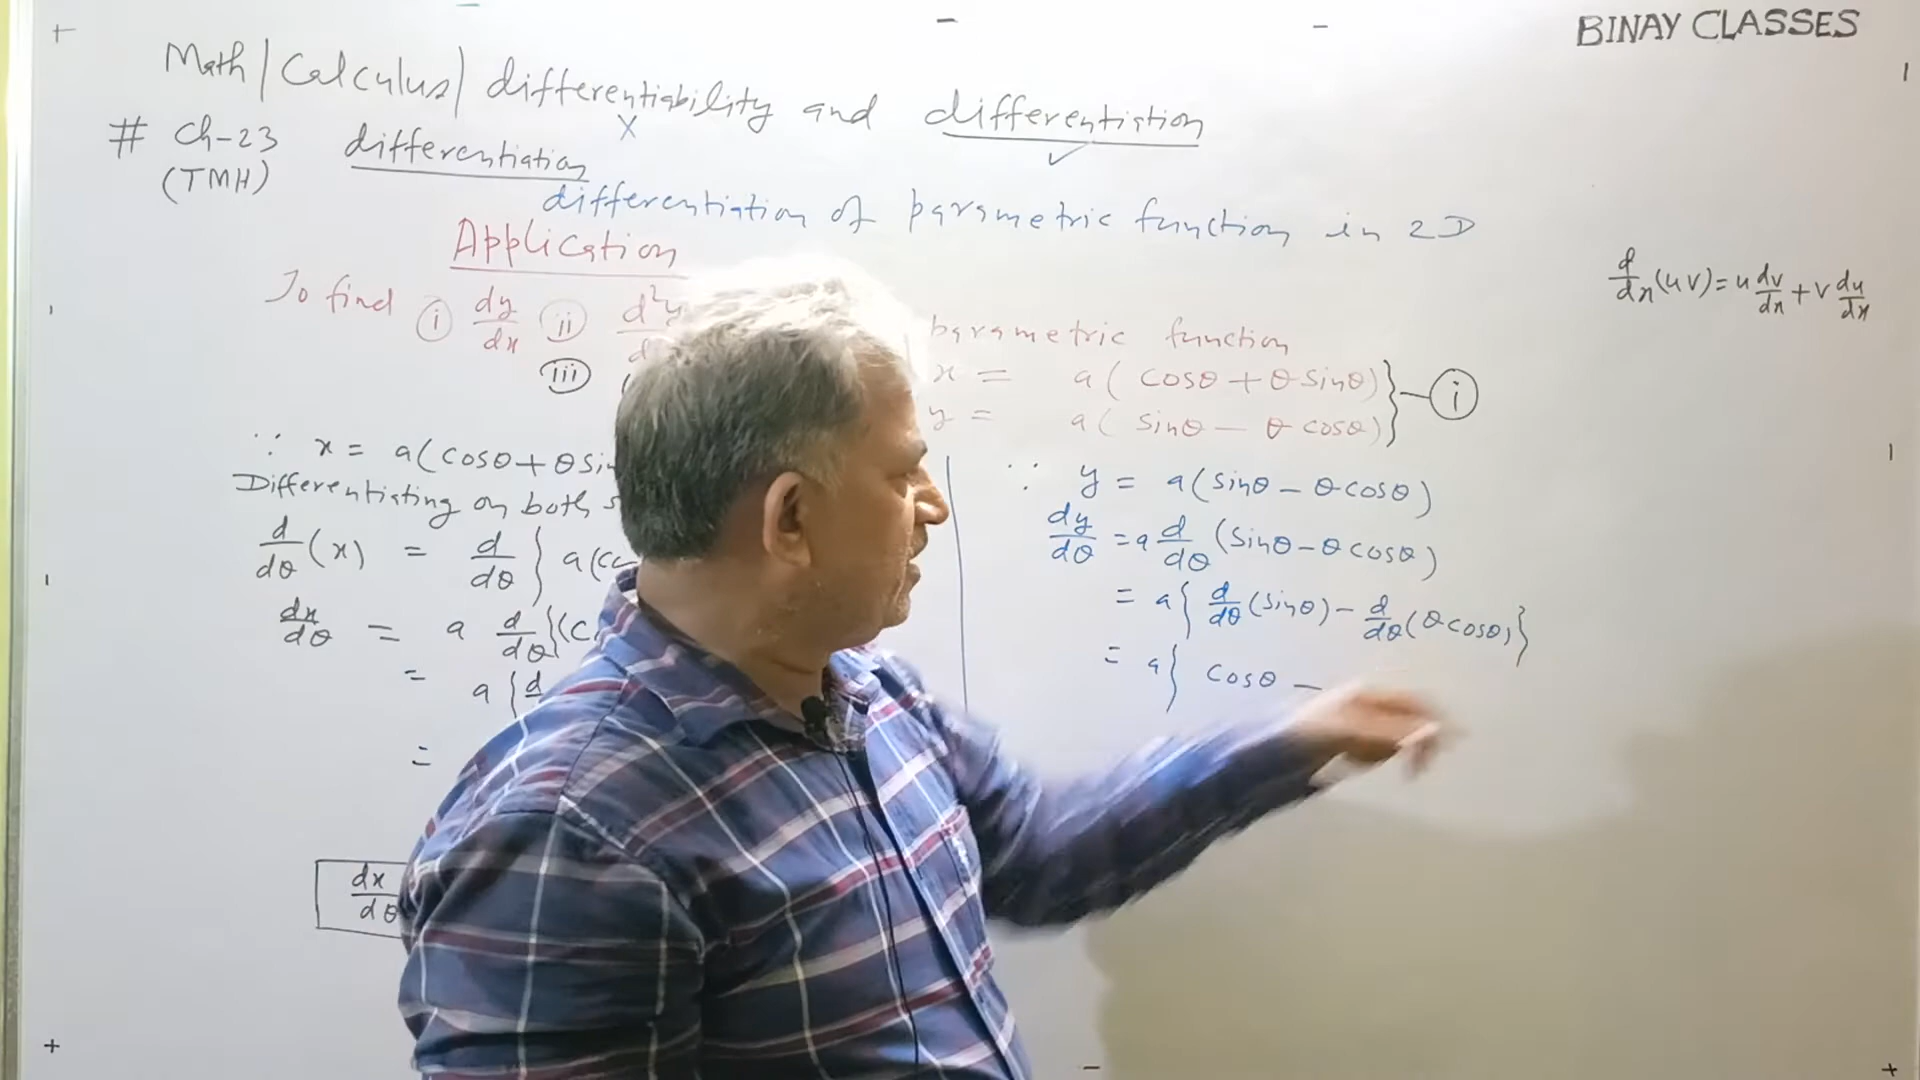 BINAY CLASSES
Math/Calculus/differentiability and differentiation
X ✓
# Ch-23 differentiation
(TMH)
differentiation of parametric function in 2D
Application
d/dx(uv)=u dv/dx+v du/dx
To find (i) dy/dx (ii) d²y parametric function
(iii) x = a(cosθ+θ sinθ) } — (i)
y = a(sinθ — θ cosθ)
∵ x = a(cosθ+θ sin
Differentiating on both s
d/dθ(x) = d/dθ } a(c
dx/dθ = a d/dθ {(c
= a {d
=
dx/dθ
∵ y = a(sinθ – θcosθ)
dy/dθ = a d/dθ (sinθ–θcosθ)
= a{ d/dθ(sinθ) – d/dθ(θcosθ)}
= a{ cosθ –